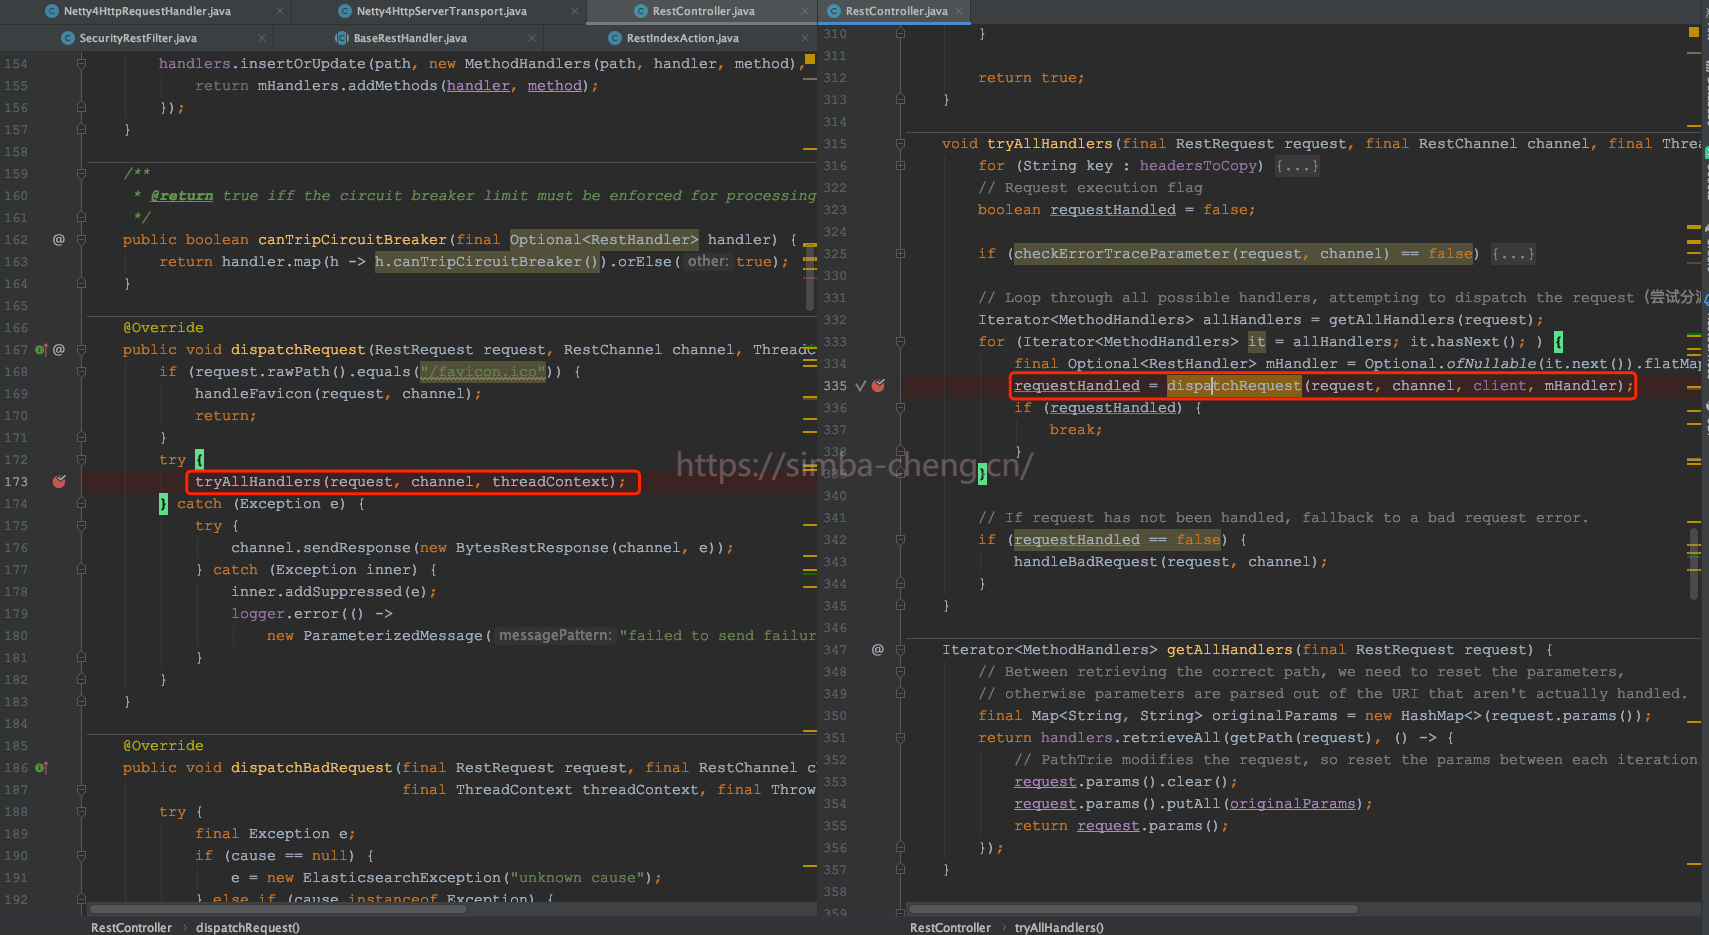 Netty4HttpRequestHandler.java
Netty4HttpServerTransport.java
RestController.java
SecurityRestFilter.java
BaseRestHandler.java
RestIndexAction.java
154 handlers.insertOrUpdate(path, new MethodHandlers(path, handler, method),
155 return mHandlers.addMethods(handler, method);
156 });
157 }
158
159 /**
160 * @return true iff the circuit breaker limit must be enforced for processing
161 */
162 @ public boolean canTripCircuitBreaker(final Optional<RestHandler> handler) {
163 return handler.map(h -> h.canTripCircuitBreaker()).orElse( other: true);
164 }
165
166 @Override
167 @ public void dispatchRequest(RestRequest request, RestChannel channel, ThreadC
168 if (request.rawPath().equals("/favicon.ico")) {
169 handleFavicon(request, channel);
170 return;
171 }
172 try {
173 tryAllHandlers(request, channel, threadContext);
174 } catch (Exception e) {
175 try {
176 channel.sendResponse(new BytesRestResponse(channel, e));
177 } catch (Exception inner) {
178 inner.addSuppressed(e);
179 logger.error(() ->
180 new ParameterizedMessage( messagePattern: "failed to send failur
181 }
182 }
183 }
184
185 @Override
186 public void dispatchBadRequest(final RestRequest request, final RestChannel c
187 final ThreadContext threadContext, final Throw
188 try {
189 final Exception e;
190 if (cause == null) {
191 e = new ElasticsearchException("unknown cause");
192 } else if (cause instanceof Exception) {
RestController > dispatchRequest()
RestController.java
310 }
311
312 return true;
313 }
314
315 void tryAllHandlers(final RestRequest request, final RestChannel channel, final Threa
316 for (String key : headersToCopy) {...}
322 // Request execution flag
323 boolean requestHandled = false;
324
325 if (checkErrorTraceParameter(request, channel) == false) {...}
330
331 // Loop through all possible handlers, attempting to dispatch the request (尝试分
332 Iterator<MethodHandlers> allHandlers = getAllHandlers(request);
333 for (Iterator<MethodHandlers> it = allHandlers; it.hasNext(); ) {
334 final Optional<RestHandler> mHandler = Optional.ofNullable(it.next()).flatMap
335 requestHandled = dispatchRequest(request, channel, client, mHandler);
336 if (requestHandled) {
337 break;
338 }
339 }
340
341 // If request has not been handled, fallback to a bad request error.
342 if (requestHandled == false) {
343 handleBadRequest(request, channel);
344 }
345 }
346
347 @ Iterator<MethodHandlers> getAllHandlers(final RestRequest request) {
348 // Between retrieving the correct path, we need to reset the parameters,
349 // otherwise parameters are parsed out of the URI that aren't actually handled.
350 final Map<String, String> originalParams = new HashMap<>(request.params());
351 return handlers.retrieveAll(getPath(request), () -> {
352 // PathTrie modifies the request, so reset the params between each iteration
353 request.params().clear();
354 request.params().putAll(originalParams);
355 return request.params();
356 });
357 }
358
359
RestController > tryAllHandlers()
https://simba-cheng.cn/